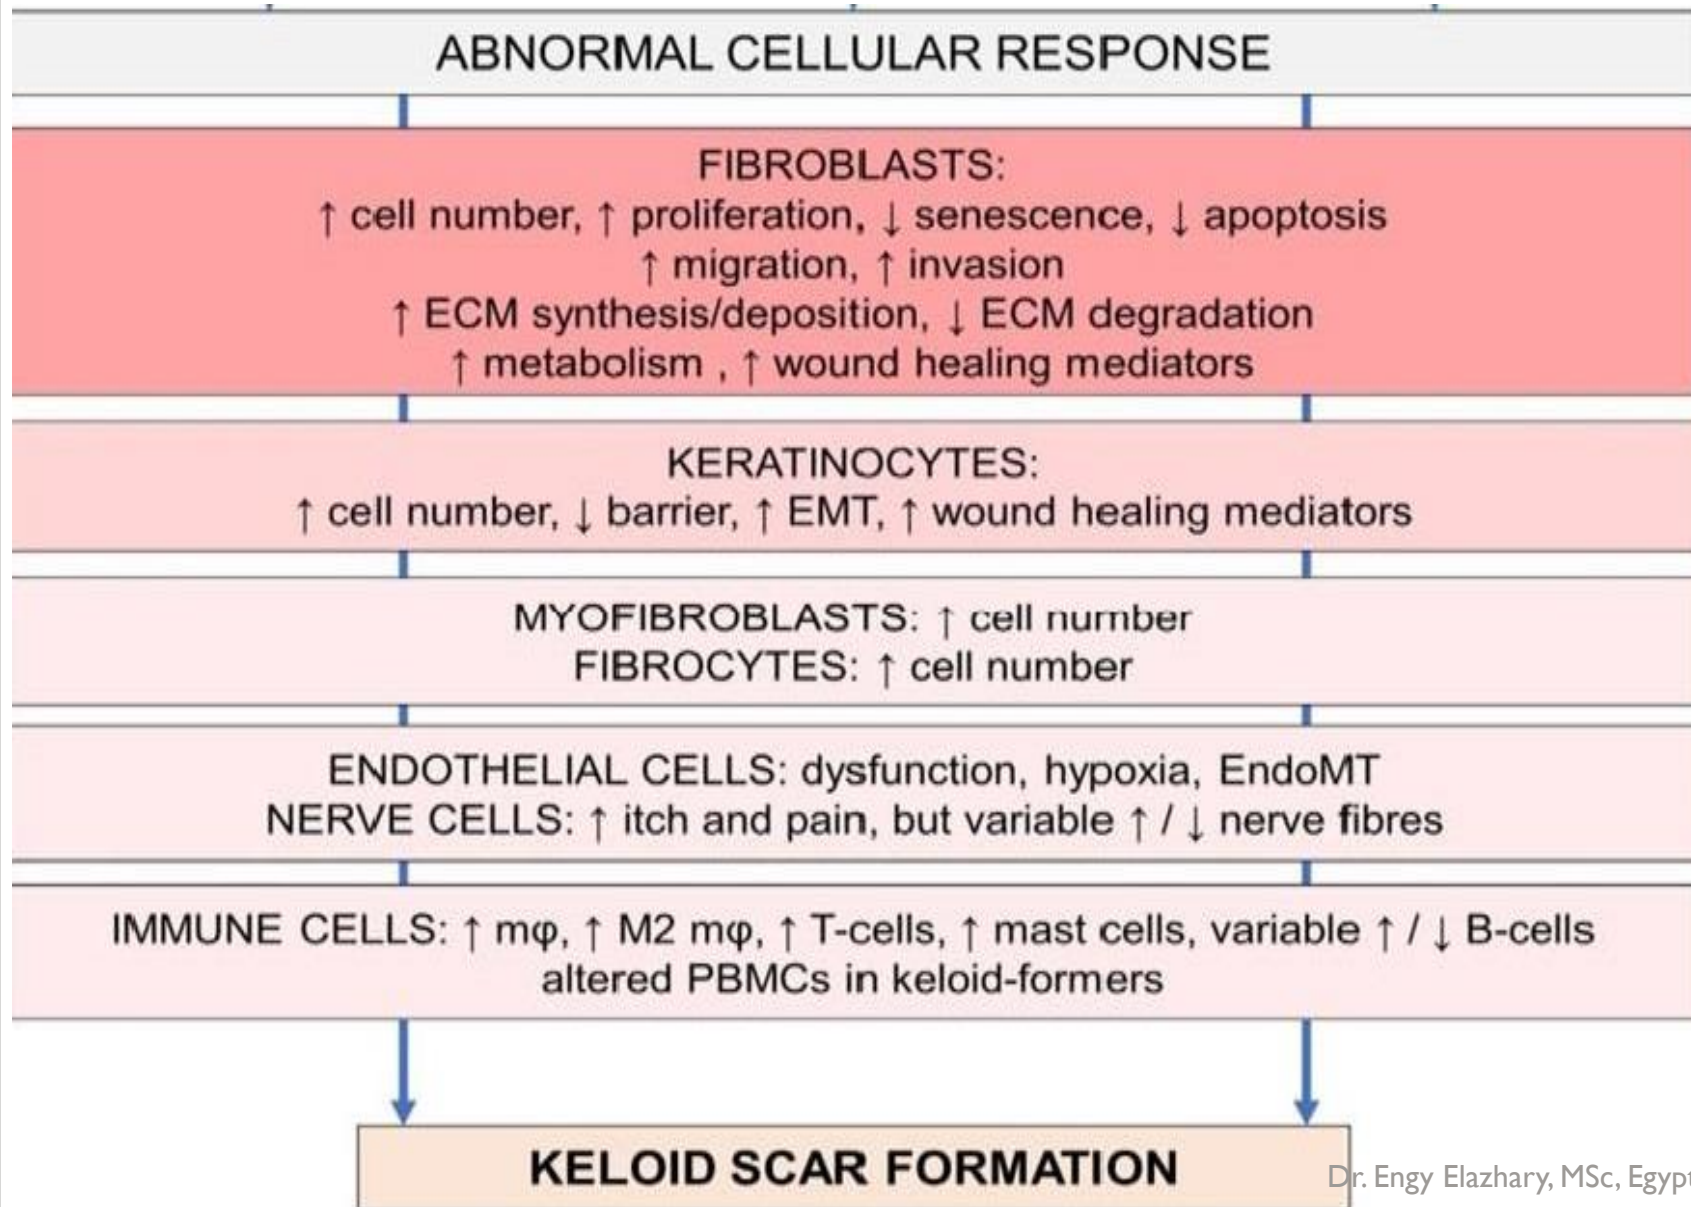 ABNORMAL CELLULAR RESPONSE
FIBROBLASTS:
↑ cell number, ↑ proliferation, ↓ senescence, ↓ apoptosis
↑ migration, ↑ invasion
↑ ECM synthesis/deposition, ↓ ECM degradation
↑ metabolism , ↑ wound healing mediators
KERATINOCYTES:
↑ cell number, ↓ barrier, ↑ EMT, ↑ wound healing mediators
MYOFIBROBLASTS: ↑ cell number
FIBROCYTES: ↑ cell number
ENDOTHELIAL CELLS: dysfunction, hypoxia, EndoMT
NERVE CELLS: ↑ itch and pain, but variable ↑ / ↓ nerve fibres
IMMUNE CELLS: ↑ mφ, ↑ M2 mφ, ↑ T-cells, ↑ mast cells, variable ↑ / ↓ B-cells
altered PBMCs in keloid-formers
KELOID SCAR FORMATION
Dr. Engy Elazhary, MSc, Egypt